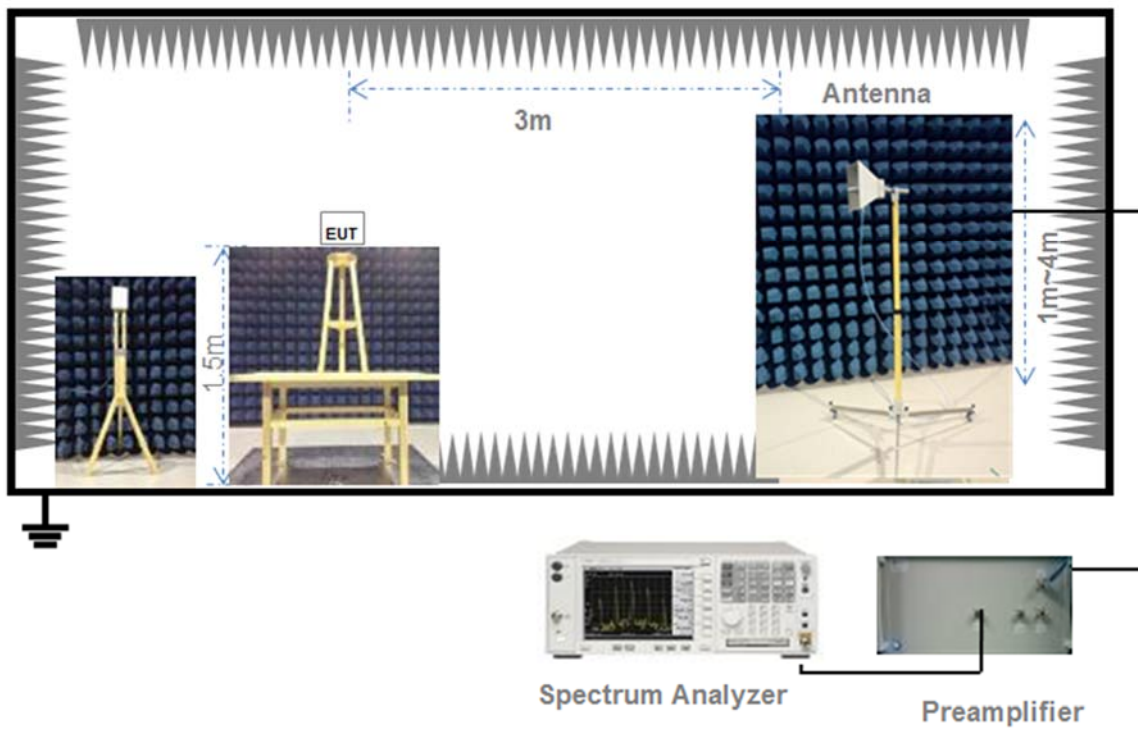 Antenna
3m
EUT
1.5m
1m~4m
Spectrum Analyzer
Preamplifier